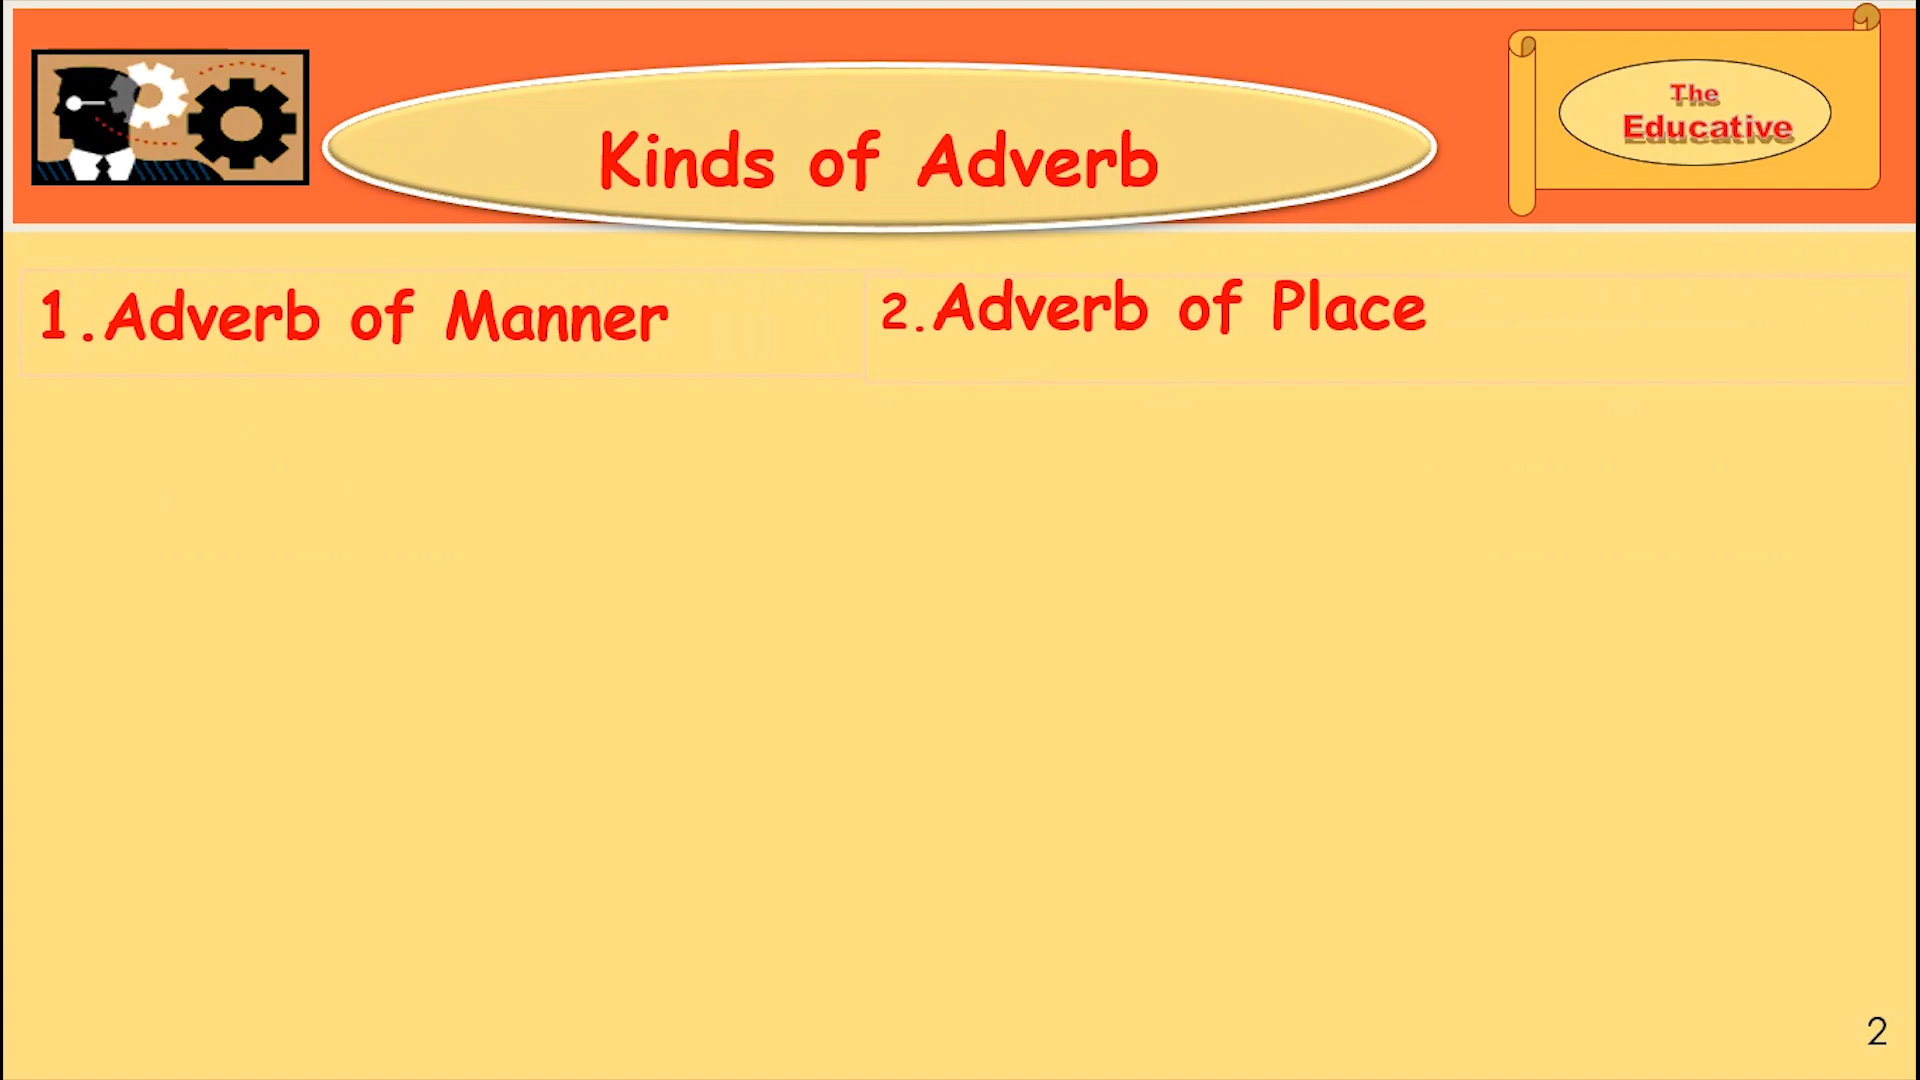 Kinds of Adverb
The
Educative
1.Adverb of Manner
2.Adverb of Place
2